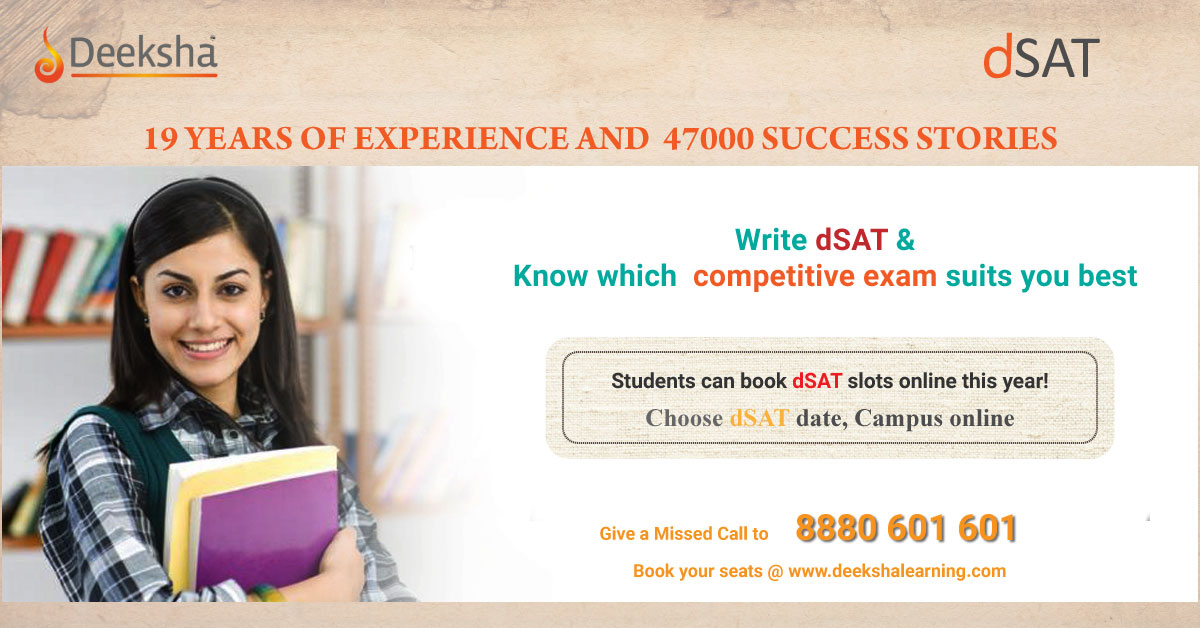 Deeksha™
dSAT
19 YEARS OF EXPERIENCE AND 47000 SUCCESS STORIES
Write dSAT &
Know which competitive exam suits you best
Students can book dSAT slots online this year!
Choose dSAT date, Campus online
Give a Missed Call to 8880 601 601
Book your seats @ www.deekshalearning.com